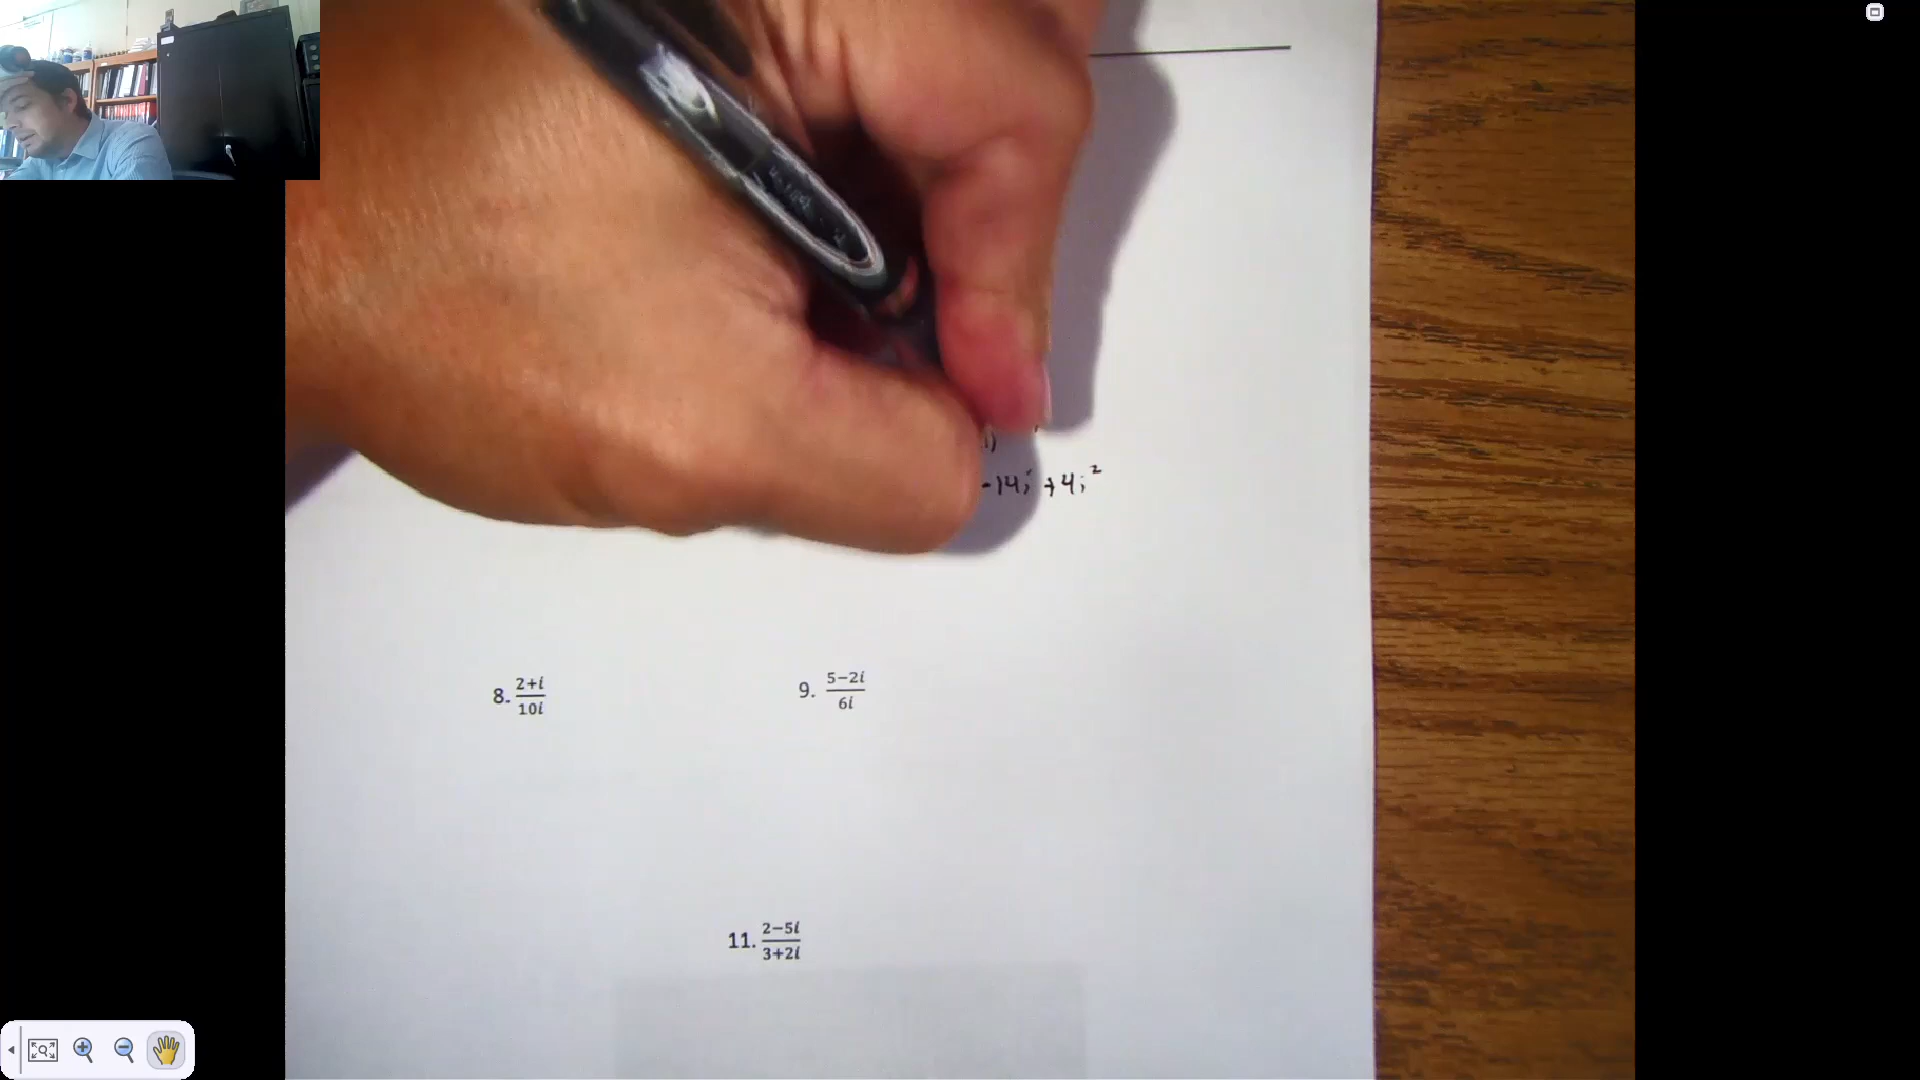 i)
-14i + 4i²
8. 2+i/10i
9. 5−2i/6i
11. 2−5i/3+2i